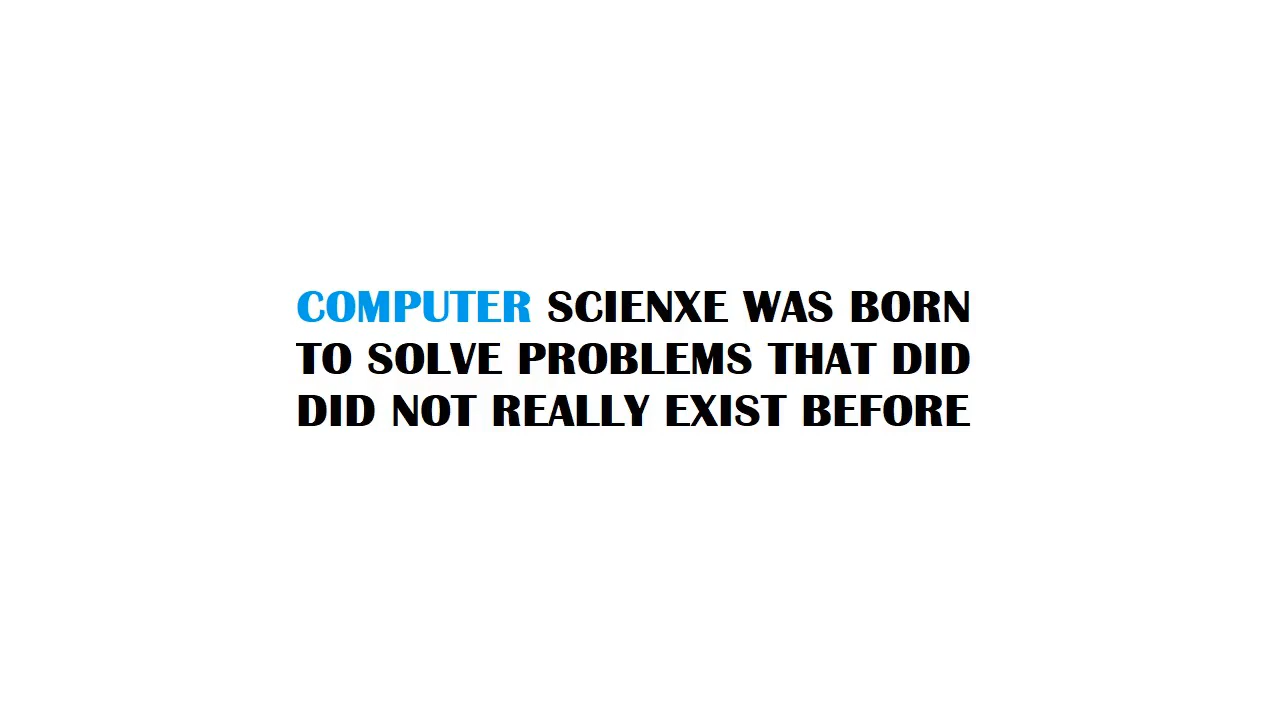 COMPUTER SCIENXE WAS BORN
TO SOLVE PROBLEMS THAT DID
DID NOT REALLY EXIST BEFORE